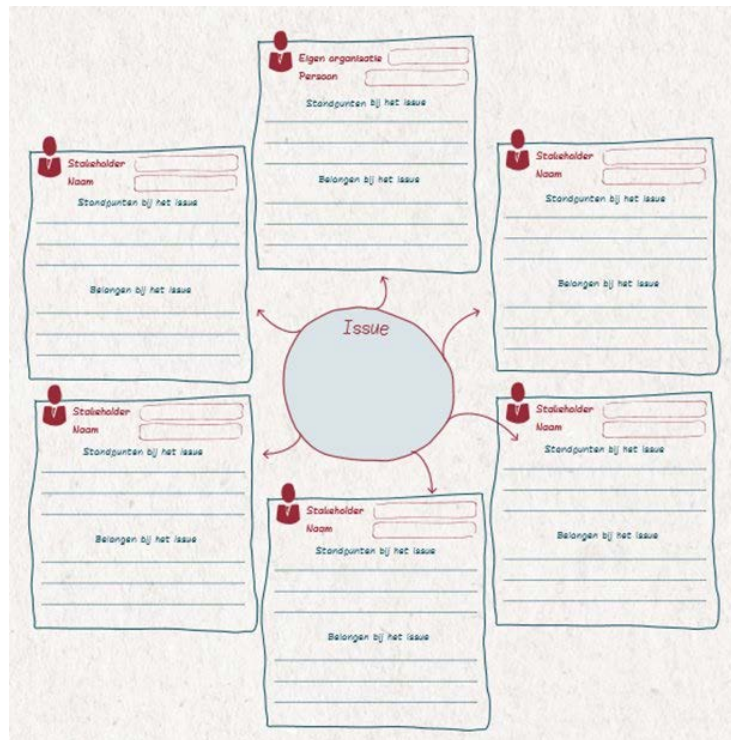 Eigen organisatie
Persoon
Standpunten bij het issue
Belangen bij het issue
Stakeholder
Naam
Standpunten bij het issue
Belangen bij het issue
Stakeholder
Naam
Standpunten bij het issue
Belangen bij het issue
Issue
Stakeholder
Naam
Standpunten bij het issue
Belangen bij het issue
Stakeholder
Naam
Standpunten bij het issue
Belangen bij het issue
Stakeholder
Naam
Standpunten bij het issue
Belangen bij het issue